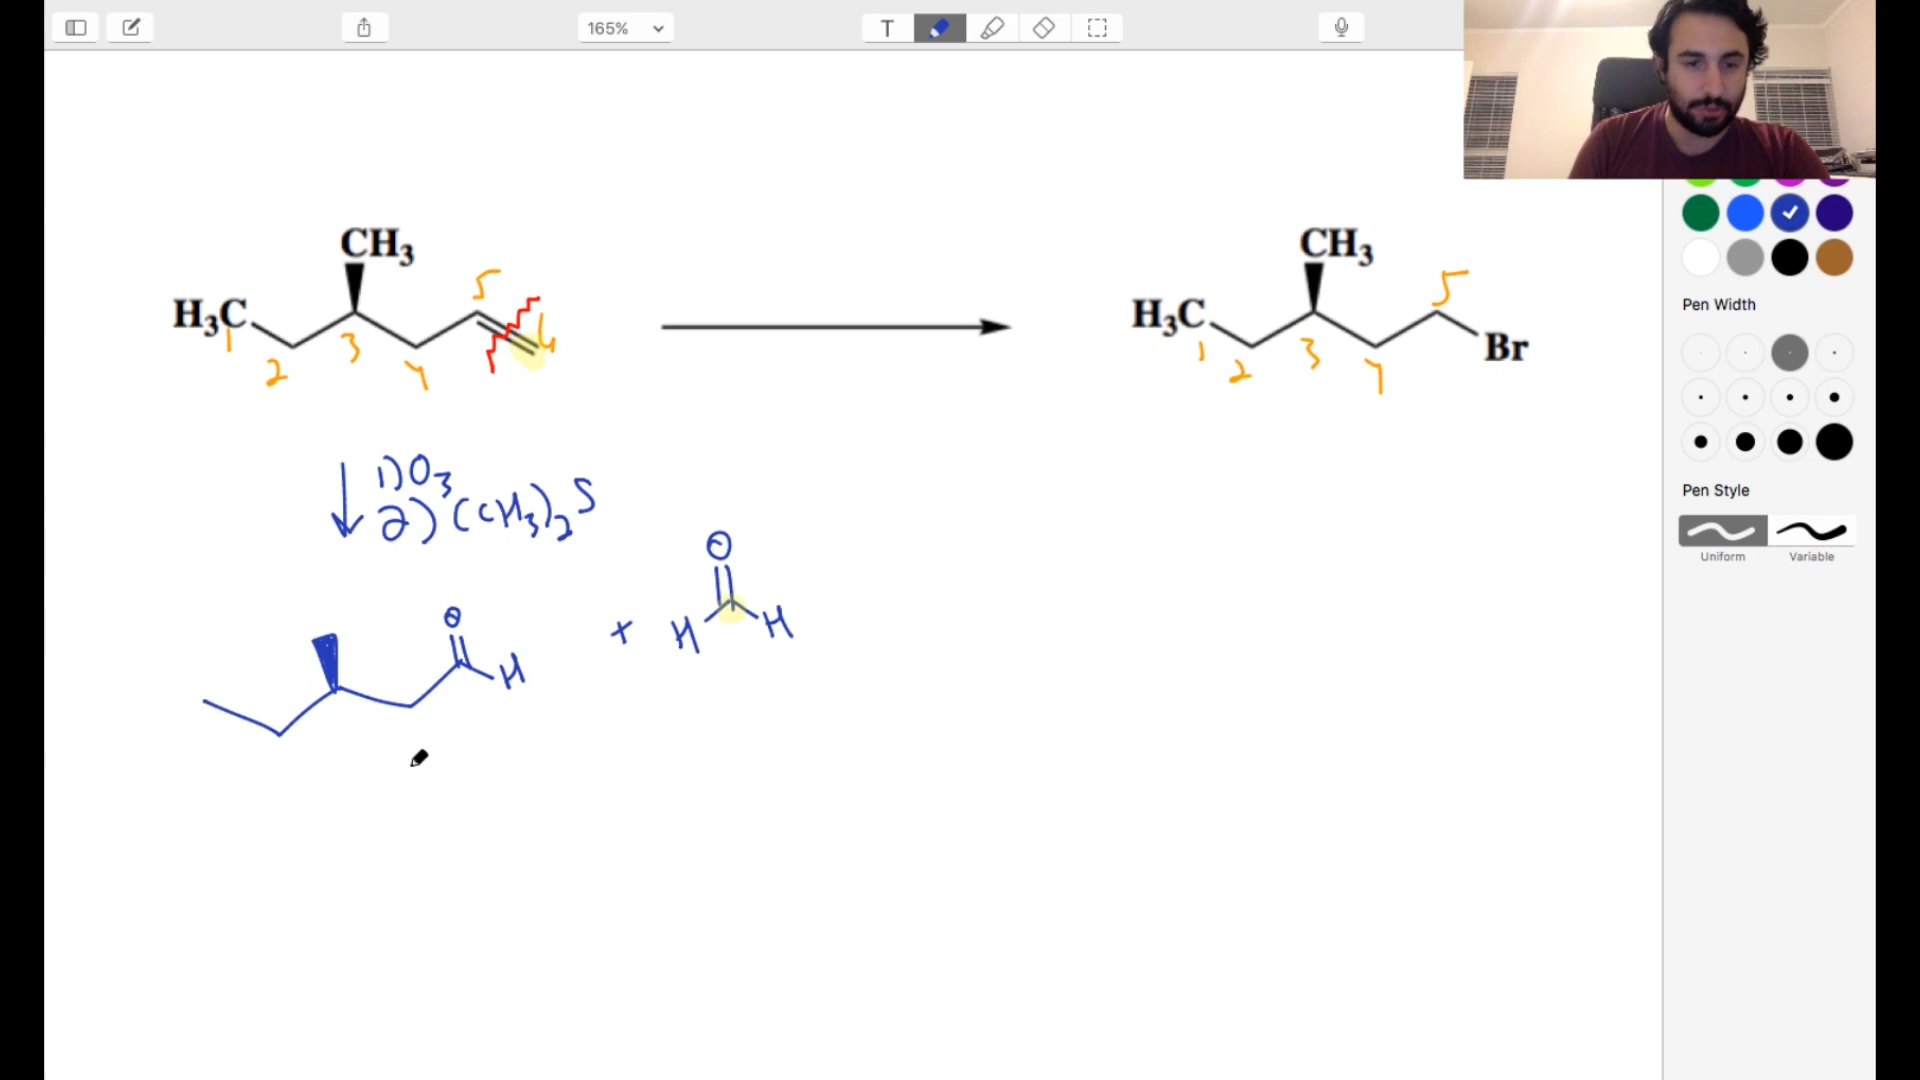 165%
T
CH3
H3C
1
2
3
4
5
6
CH3
H3C
Br
1
2
3
4
5
1) O3
2) (CH3)2S
O
H
+
O
H
H
Pen Width
Pen Style
Uniform
Variable